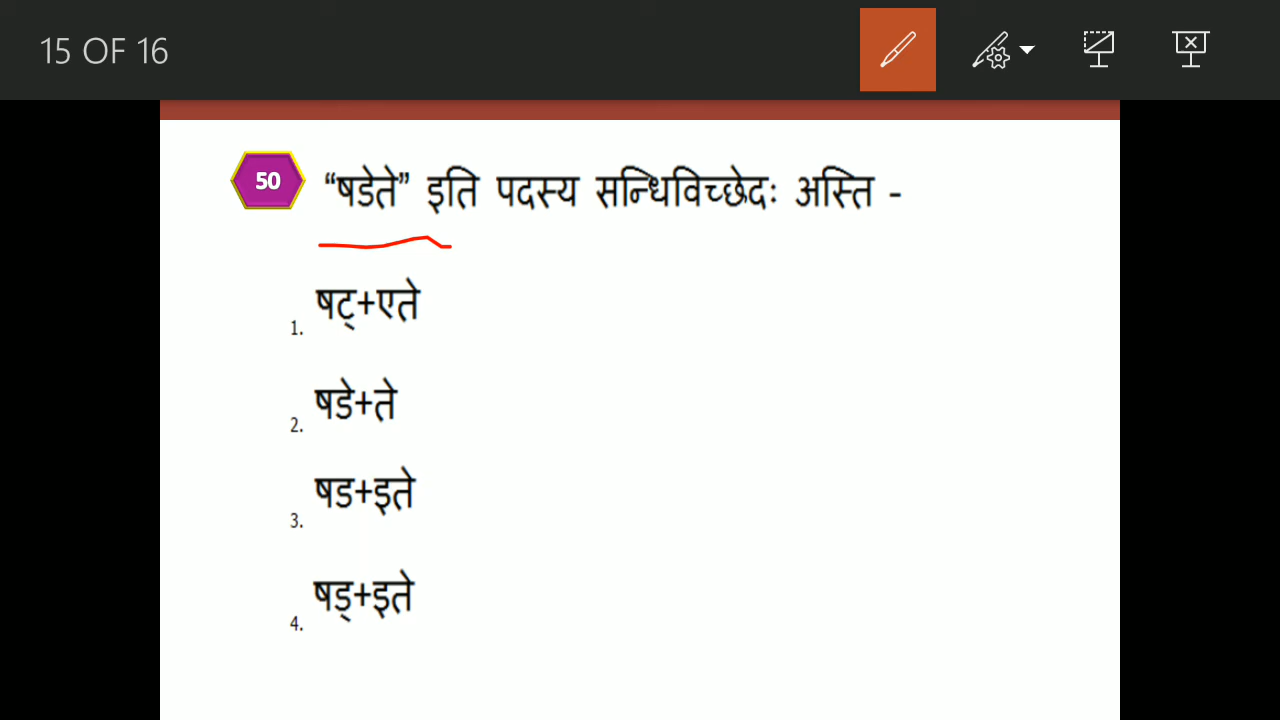 15 OF 16
50 “षडेते” इति पदस्य सन्धिविच्छेदः अस्ति -
1. षट्+एते
2. षडे+ते
3. षड+इते
4. षड्+इते